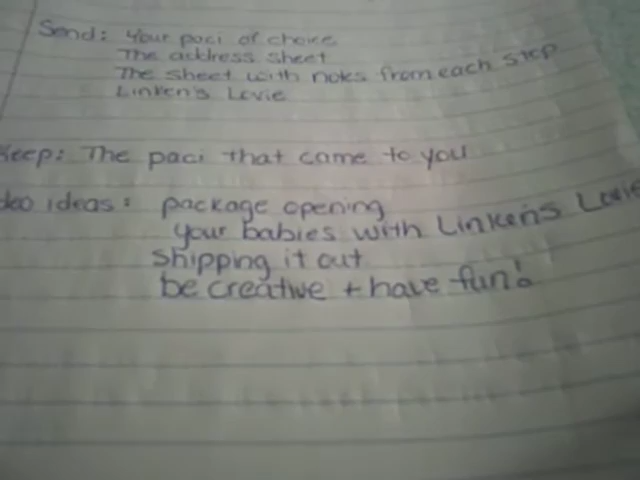 Send: Your paci of choice
The address sheet
The sheet with notes from each stop
Linken's Lovie
Keep: The paci that came to you
deo ideas: package opening
your babies with Linken's Lovie
shipping it out
be creative + have fun!